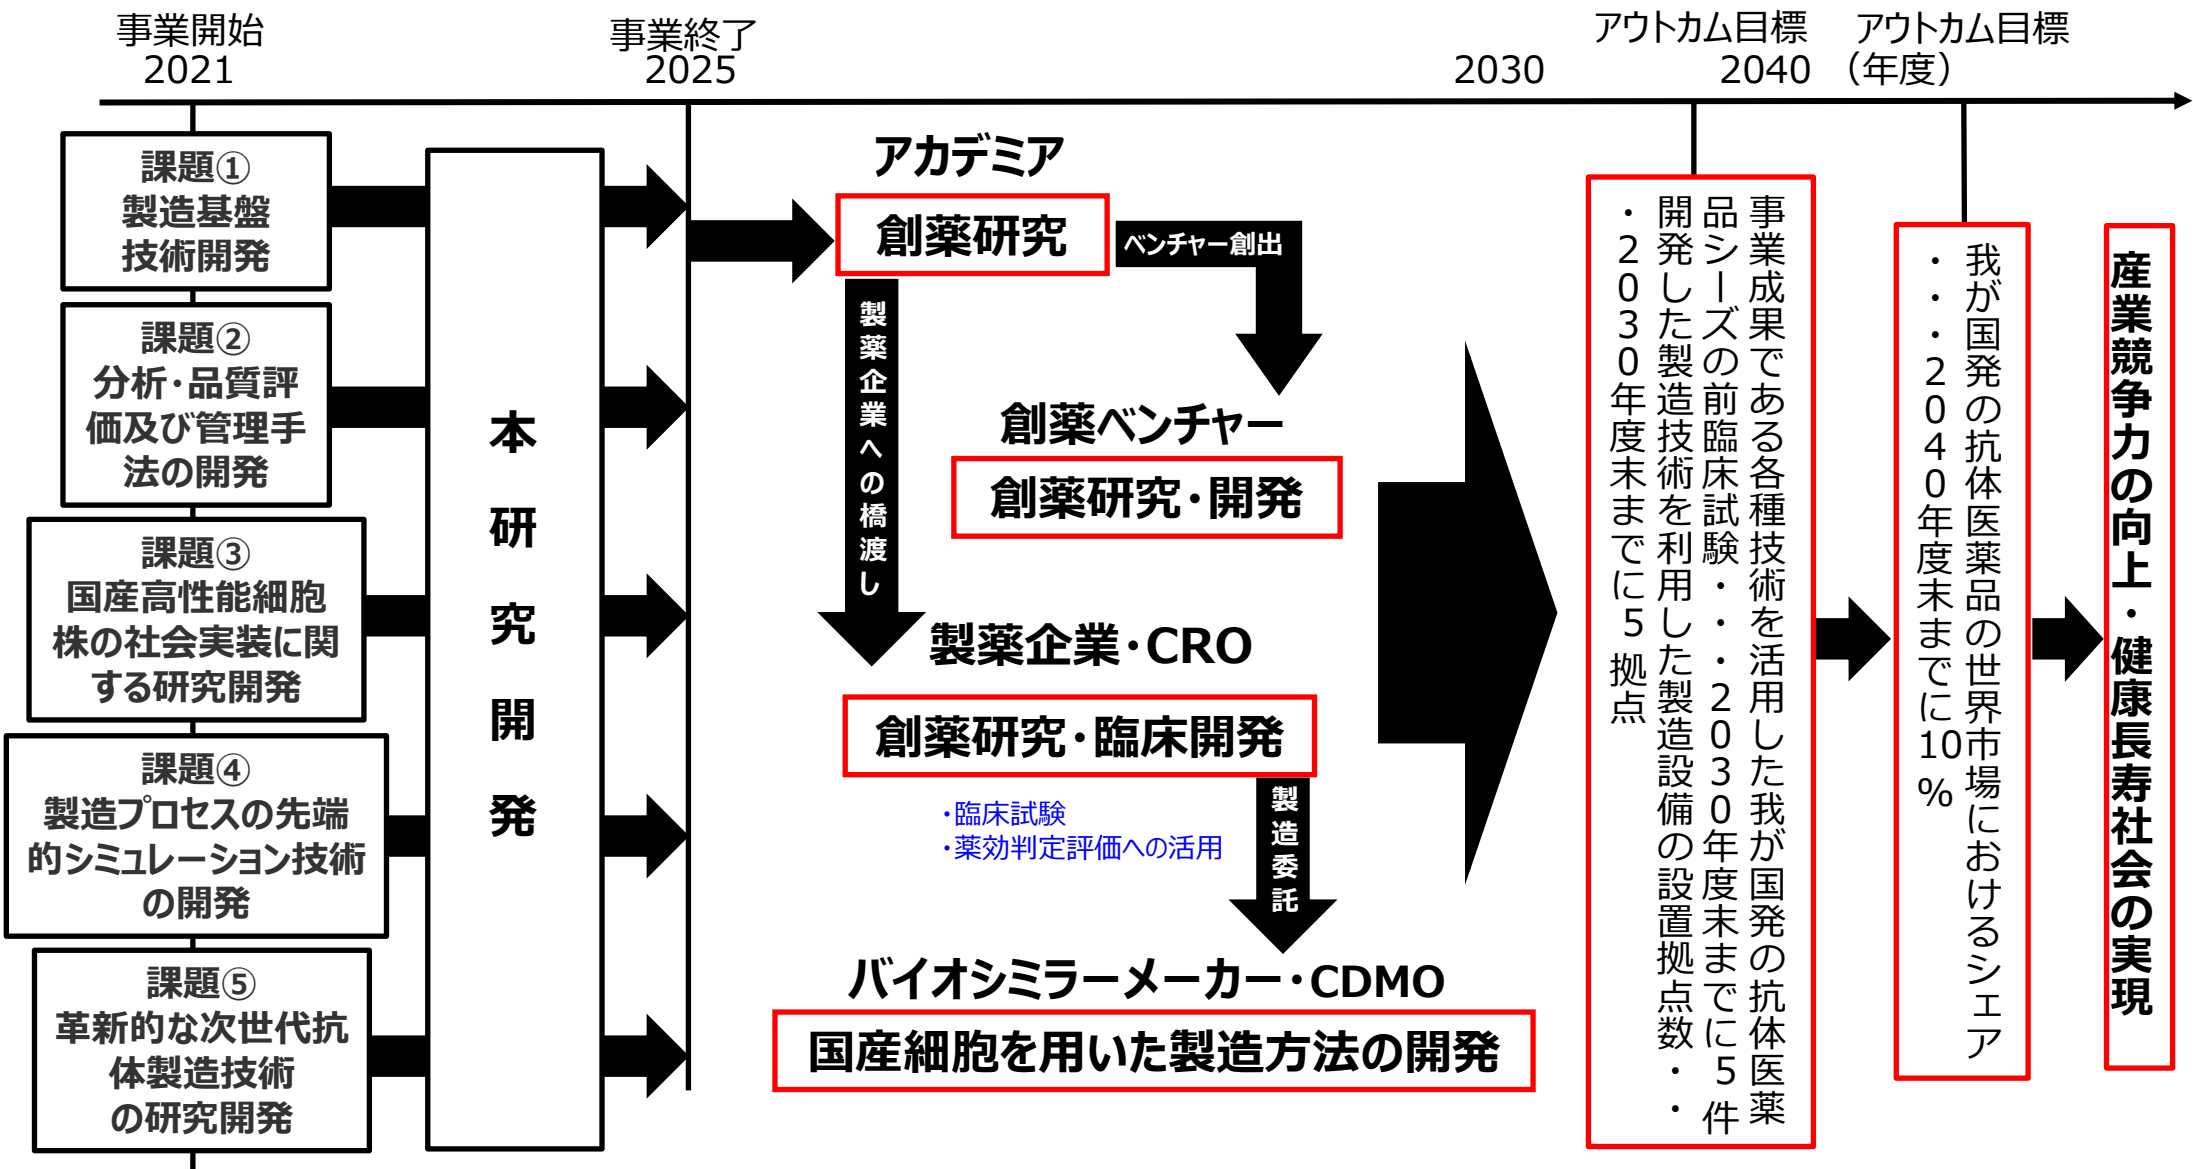 事業開始
2021
事業終了
2025
2030
アウトカム目標
2040
アウトカム目標
（年度）
課題①
製造基盤
技術開発
課題②
分析・品質評
価及び管理手
法の開発
課題③
国産高性能細胞
株の社会実装に関
する研究開発
課題④
製造プロセスの先端
的シミュレーション技術
の開発
課題⑤
革新的な次世代抗
体製造技術
の研究開発
本研究開発
アカデミア
創薬研究
ベンチャー創出
製薬企業への橋渡し
創薬ベンチャー
創薬研究・開発
製薬企業・CRO
創薬研究・臨床開発
・臨床試験
・薬効判定評価への活用
製造委託
バイオシミラーメーカー・CDMO
国産細胞を用いた製造方法の開発
事業成果である各種技術を活用した我が国発の抗体医薬
品シーズの前臨床試験・・・２０３０年度末までに５件
開発した製造技術を利用した製造設備の設置拠点数・・
・２０３０年度末までに５拠点
我が国発の抗体医薬品の世界市場におけるシェア
・・・２０４０年度末までに10％
産業競争力の向上・健康長寿社会の実現